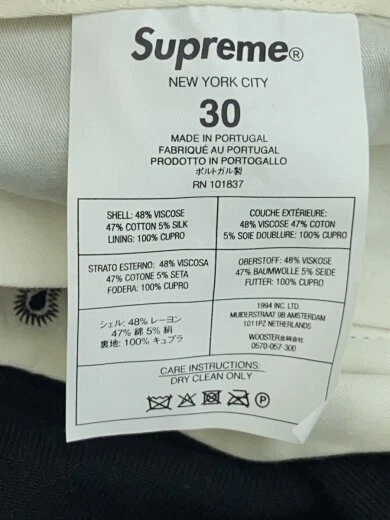 Supreme®
NEW YORK CITY
30
MADE IN PORTUGAL
FABRIQUÉ AU PORTUGAL
PRODOTTO IN PORTOGALLO
ポルトガル製
RN 101837
SHELL: 48% VISCOSE
47% COTTON 5% SILK
LINING: 100% CUPRO
COUCHE EXTÉRIEURE:
48% VISCOSE 47% COTON
5% SOIE DOUBLURE: 100% CUPRO
STRATO ESTERNO: 48% VISCOSA
47% COTONE 5% SETA
FODERA: 100% CUPRO
OBERSTOFF: 48% VISKOSE
47% BAUMWOLLE 5% SEIDE
FUTTER: 100% CUPRO
シェル: 48% レーヨン
47% 綿 5% 絹
裏地: 100% キュプラ
1994 INC. LTD.
MUIDERSTRAAT 9B AMSTERDAM
1011PZ NETHERLANDS
WOOSTER合同会社
0570-057-300
CARE INSTRUCTIONS:
DRY CLEAN ONLY
P